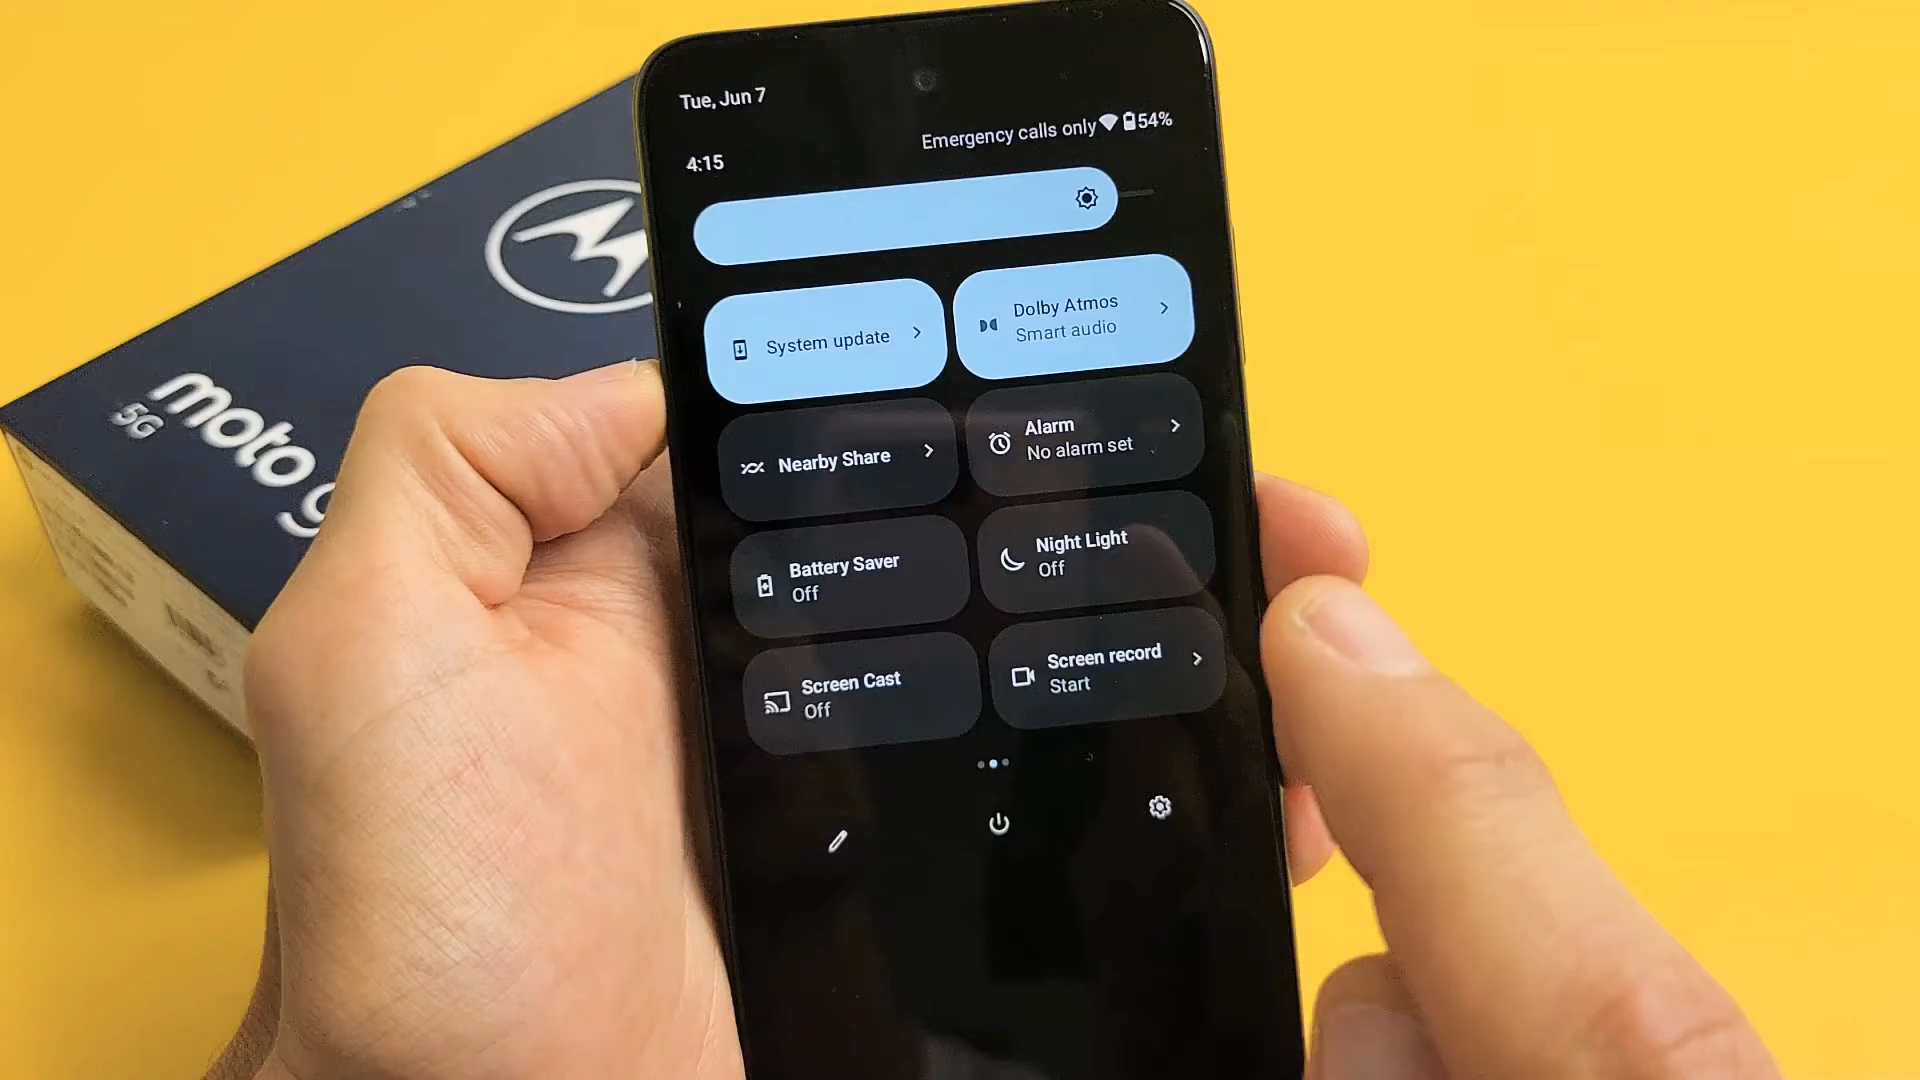 Tue, Jun 7
Emergency calls only 54%
4:15
System update
Dolby Atmos
Smart audio
Nearby Share
Alarm
No alarm set
Battery Saver
Off
Night Light
Off
Screen Cast
Off
Screen record
Start
moto g
5G